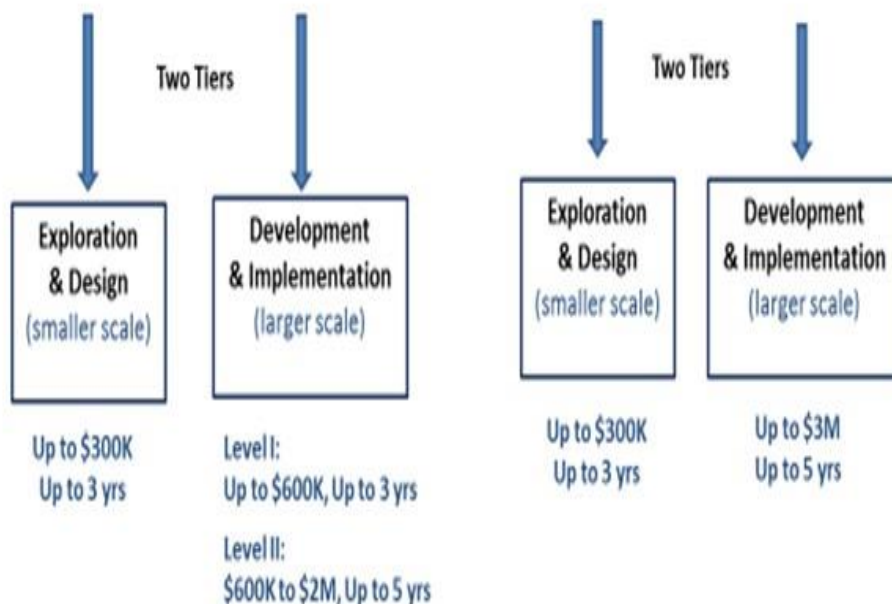 Two Tiers
Exploration
& Design
(smaller scale)
Up to $300K
Up to 3 yrs
Development
& Implementation
(larger scale)
Level I:
Up to $600K, Up to 3 yrs
Level II:
$600K to $2M, Up to 5 yrs
Two Tiers
Exploration
& Design
(smaller scale)
Up to $300K
Up to 3 yrs
Development
& Implementation
(larger scale)
Up to $3M
Up to 5 yrs